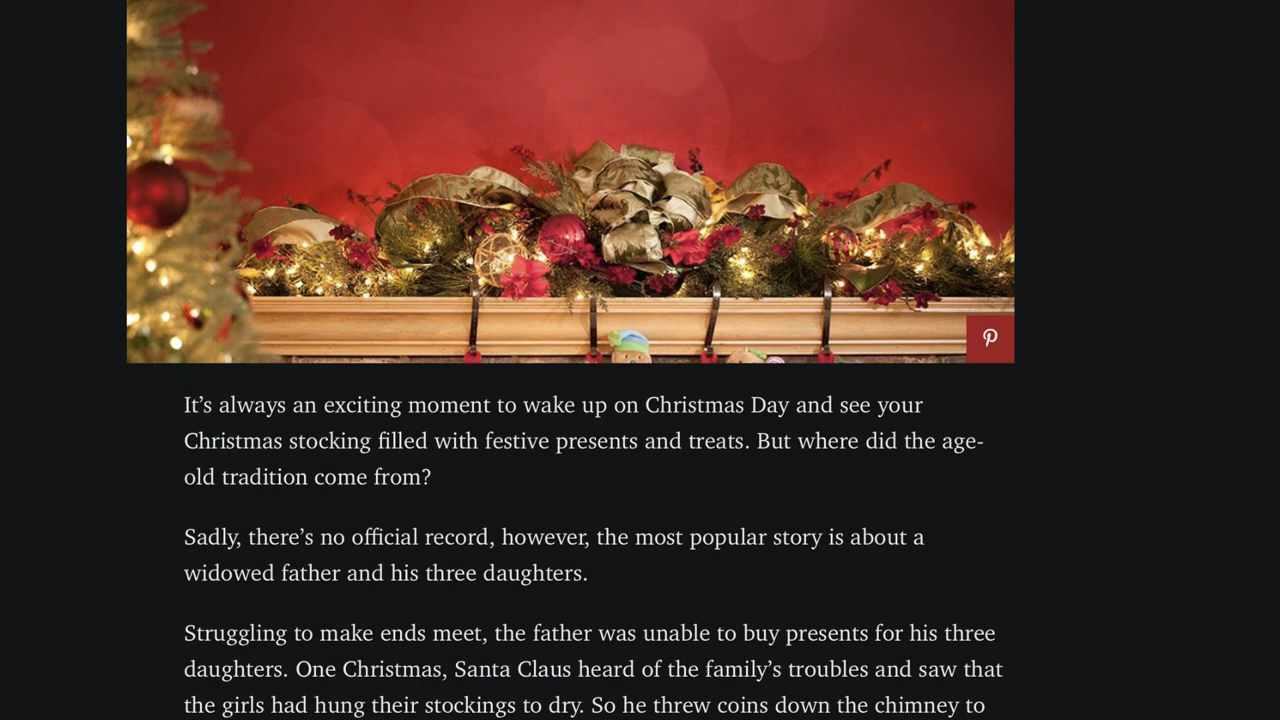 It’s always an exciting moment to wake up on Christmas Day and see your
Christmas stocking filled with festive presents and treats. But where did the age-
old tradition come from?
Sadly, there’s no official record, however, the most popular story is about a
widowed father and his three daughters.
Struggling to make ends meet, the father was unable to buy presents for his three
daughters. One Christmas, Santa Claus heard of the family’s troubles and saw that
the girls had hung their stockings to dry. So he threw coins down the chimney to